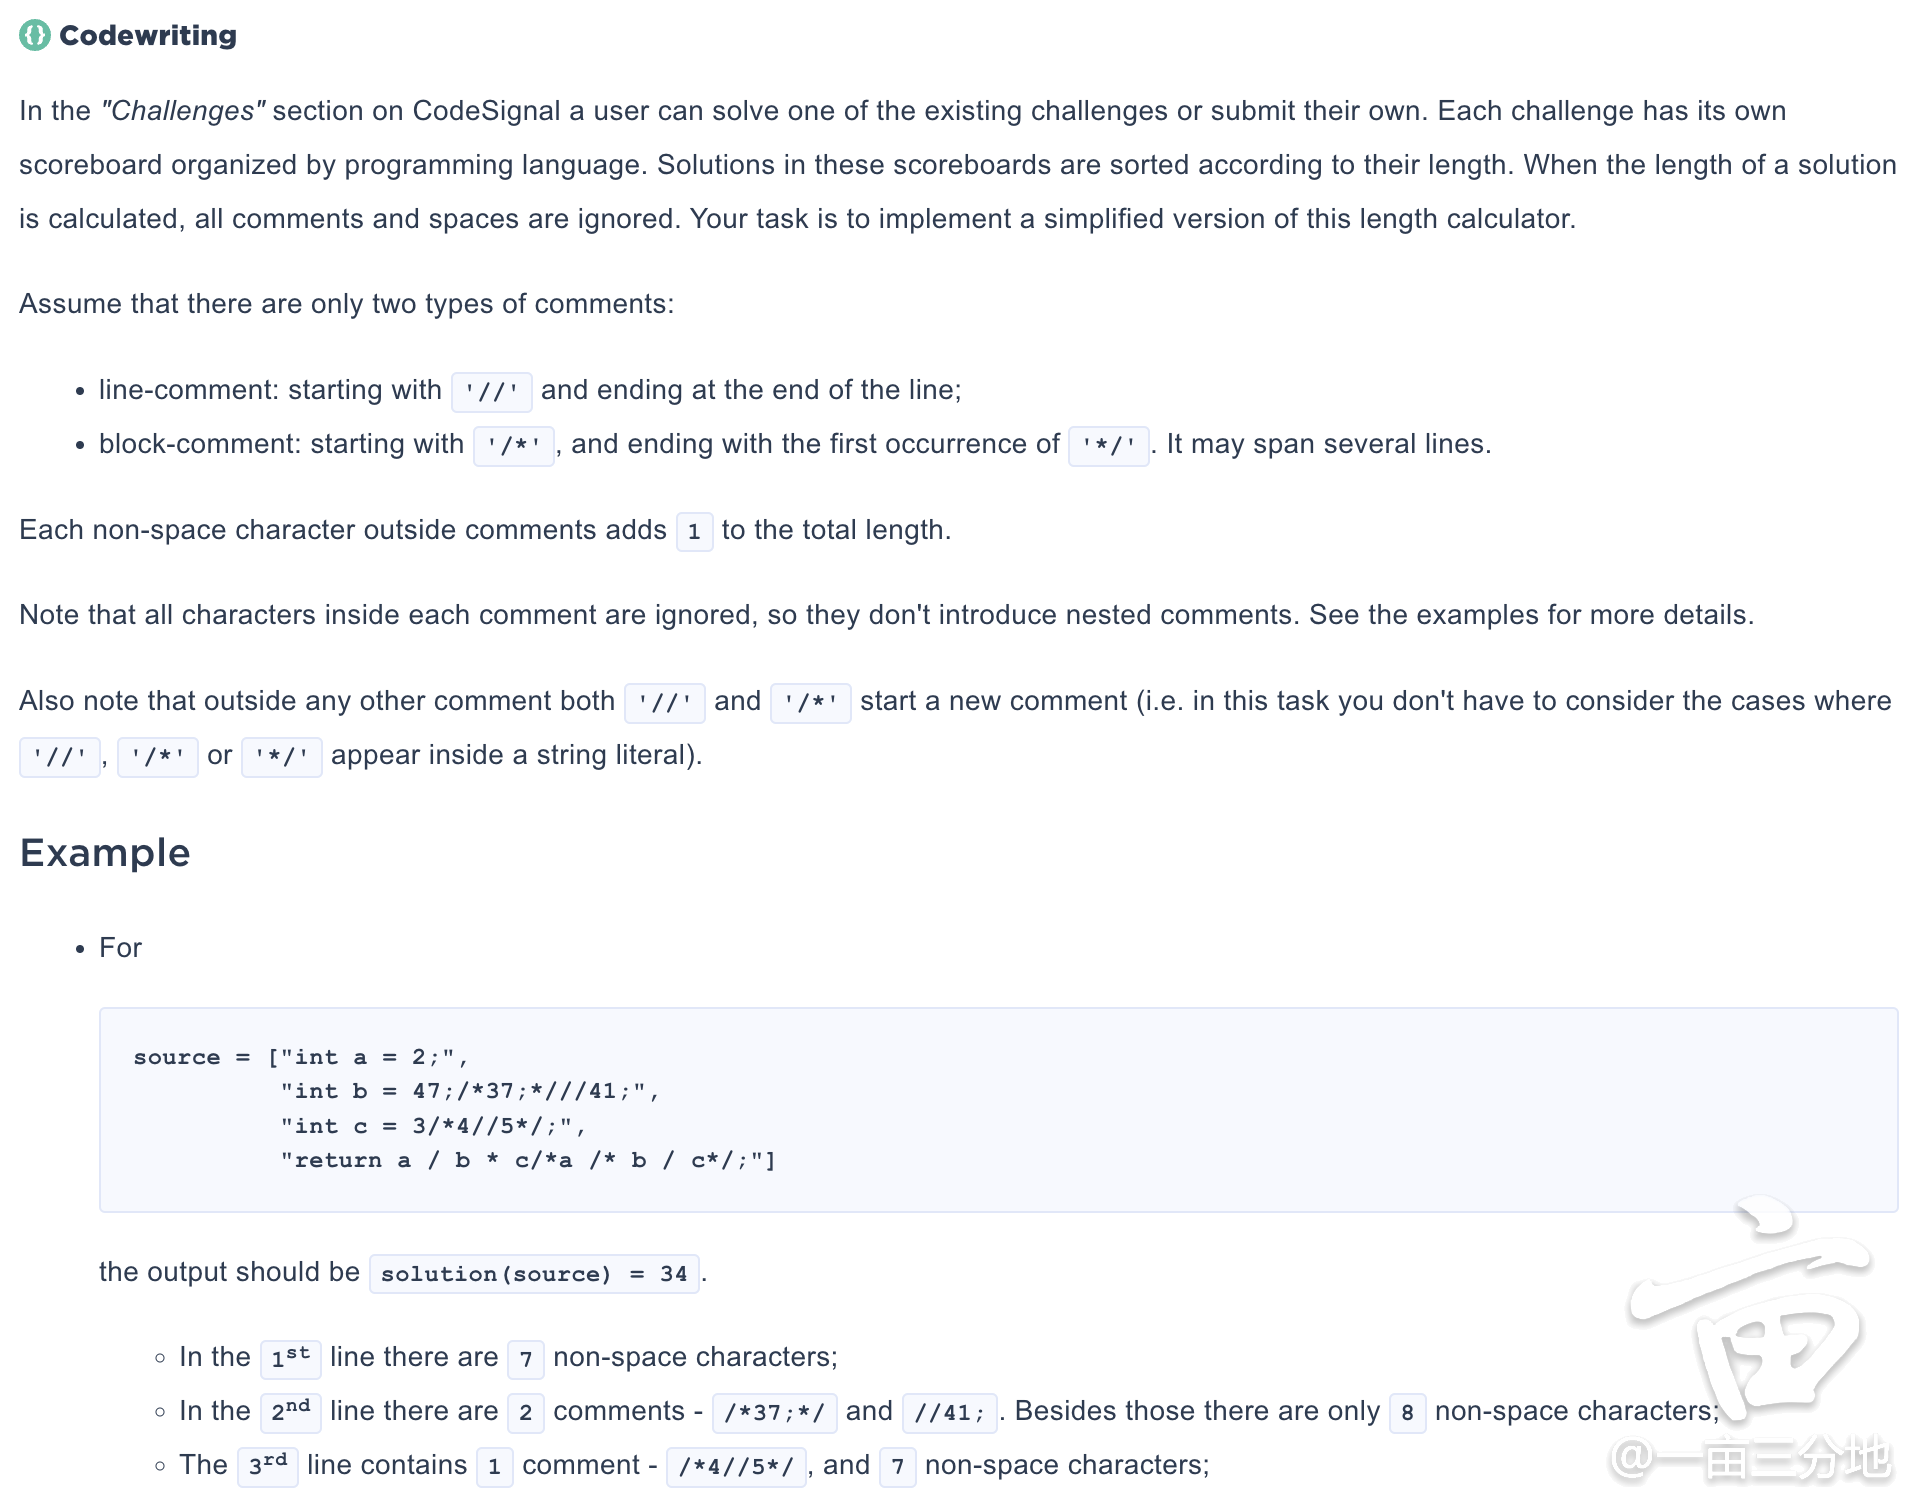 Codewriting
In the "Challenges" section on CodeSignal a user can solve one of the existing challenges or submit their own. Each challenge has its own
scoreboard organized by programming language. Solutions in these scoreboards are sorted according to their length. When the length of a solution
is calculated, all comments and spaces are ignored. Your task is to implement a simplified version of this length calculator.
Assume that there are only two types of comments:
• line-comment: starting with '//' and ending at the end of the line;
• block-comment: starting with '/*', and ending with the first occurrence of '*/'. It may span several lines.
Each non-space character outside comments adds 1 to the total length.
Note that all characters inside each comment are ignored, so they don't introduce nested comments. See the examples for more details.
Also note that outside any other comment both '//' and '/*' start a new comment (i.e. in this task you don't have to consider the cases where
'//', '/*' or '*/' appear inside a string literal).
Example
• For
source = ["int a = 2;",
"int b = 47;/*37;*///41;",
"int c = 3/*4//5*/;",
"return a / b * c/*a /* b / c*/;"]
the output should be solution(source) = 34.
○ In the 1st line there are 7 non-space characters;
○ In the 2nd line there are 2 comments - /*37;*/ and //41;. Besides those there are only 8 non-space characters;
○ The 3rd line contains 1 comment - /*4//5*/, and 7 non-space characters;
亩
@一亩三分地